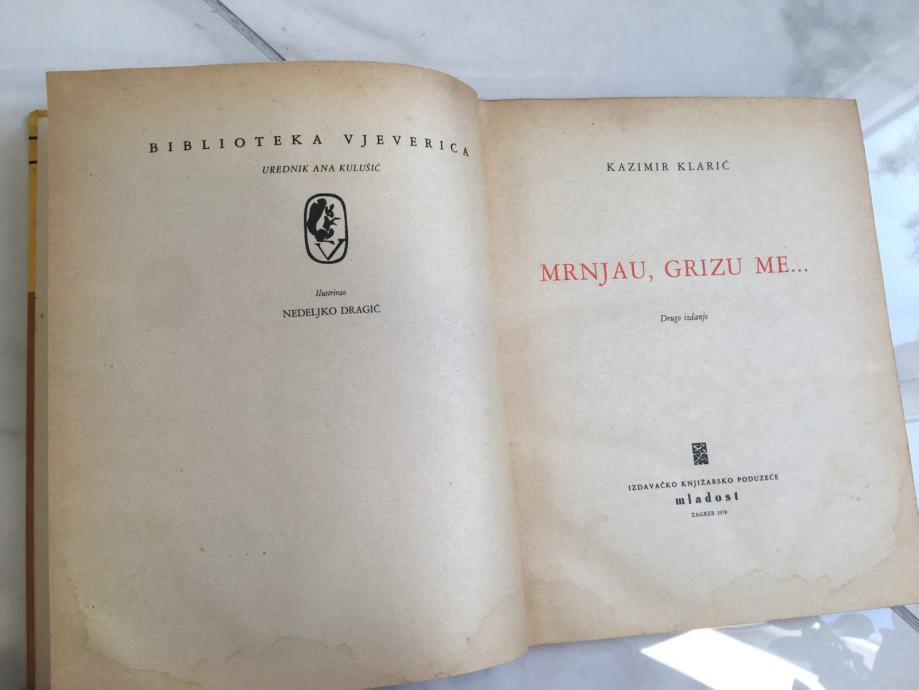 BIBLIOTEKA VJEVERICA
UREDNIK ANA KULUŠIĆ
V
Ilustrirao
NEDELJKO DRAGIĆ
KAZIMIR KLARIĆ
MRNJAU, GRIZU ME...
Drugo izdanje
IZDAVAČKO KNJIŽARSKO PODUZEĆE
mladost
ZAGREB 1978